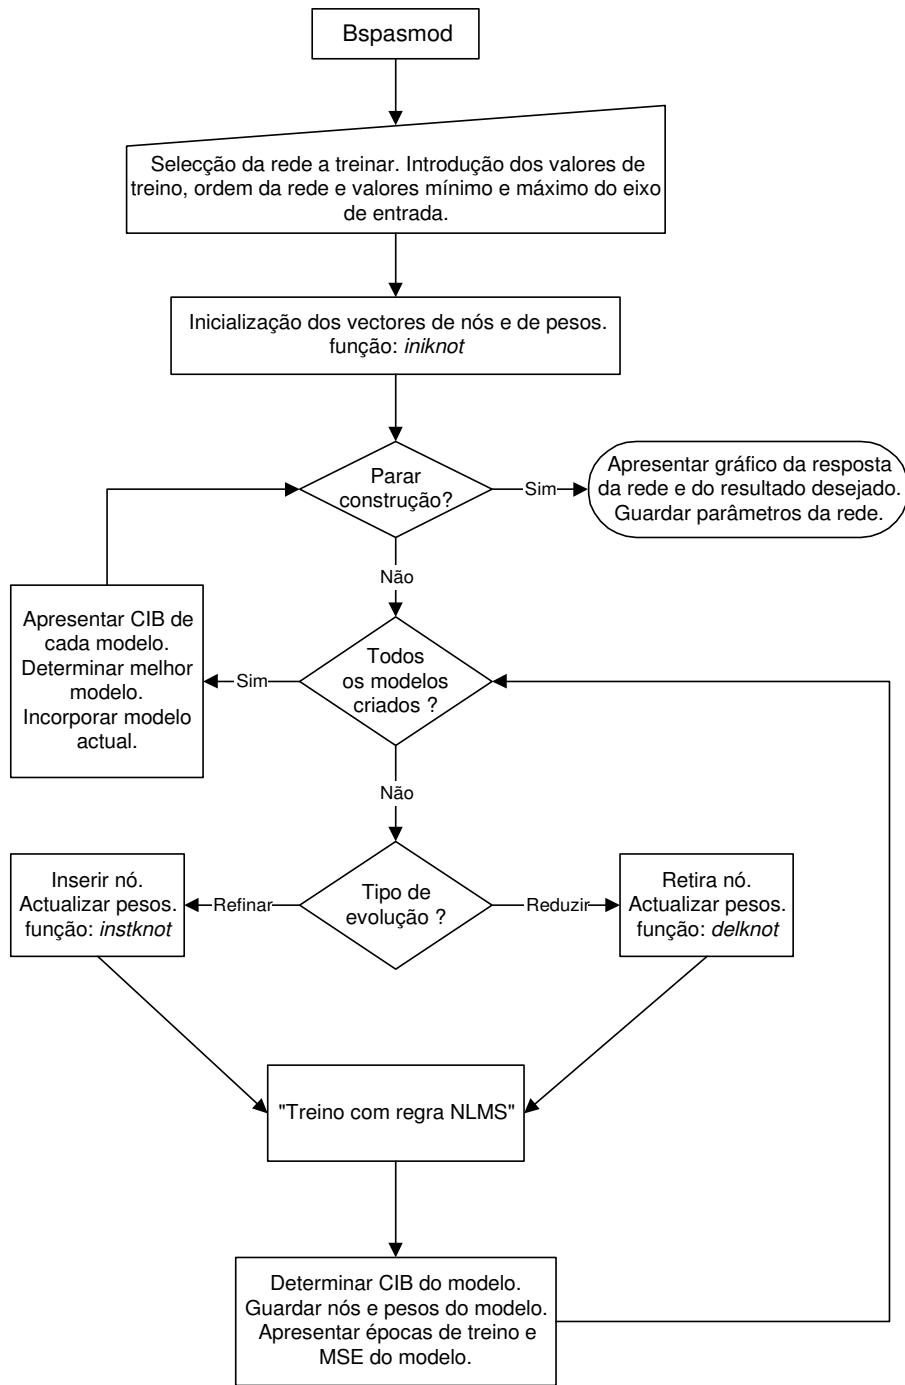 Bspasmod
Selecção da rede a treinar. Introdução dos valores de
treino, ordem da rede e valores mínimo e máximo do eixo
de entrada.
Inicialização dos vectores de nós e de pesos.
função: iniknot
Parar
construção?
Sim
Apresentar gráfico da resposta
da rede e do resultado desejado.
Guardar parâmetros da rede.
Não
Apresentar CIB de
cada modelo.
Determinar melhor
modelo.
Incorporar modelo
actual.
Sim
Todos
os modelos
criados ?
Não
Inserir nó.
Actualizar pesos.
função: instknot
Refinar
Tipo de
evolução ?
Reduzir
Retira nó.
Actualizar pesos.
função: delknot
"Treino com regra NLMS"
Determinar CIB do modelo.
Guardar nós e pesos do modelo.
Apresentar épocas de treino e
MSE do modelo.